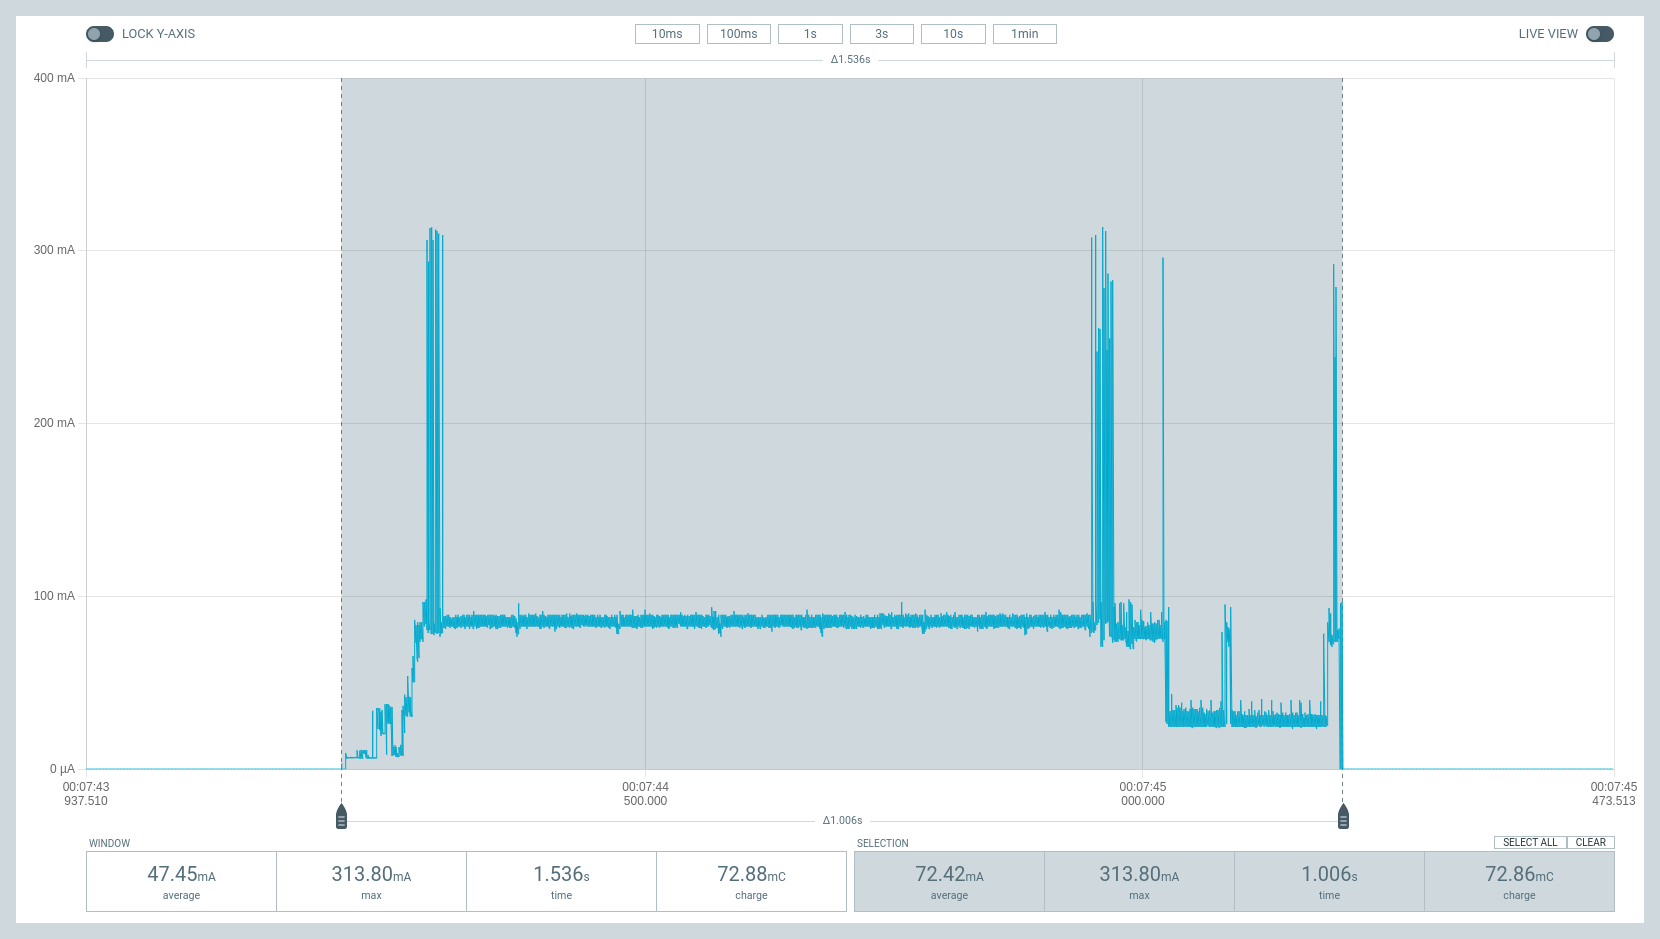 LOCK Y-AXIS
10ms 100ms 1s 3s 10s 1min
LIVE VIEW
Δ1.536s
400 mA
300 mA
200 mA
100 mA
0 µA
00:07:43 00:07:44 00:07:45 00:07:45
937.510 500.000 000.000 473.513
Δ1.006s
WINDOW
47.45mA 313.80mA 1.536s 72.88mC
average max time charge
SELECTION
SELECT ALL CLEAR
72.42mA 313.80mA 1.006s 72.86mC
average max time charge